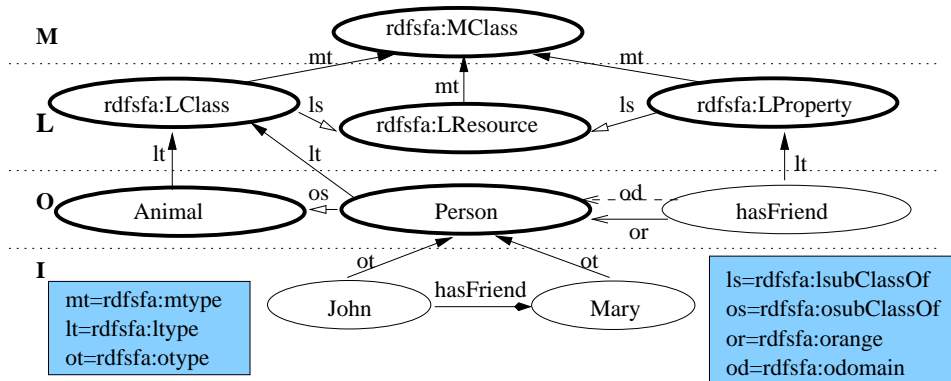 M
rdfsfa:MClass
mt
mt
mt
L
rdfsfa:LClass
ls
rdfsfa:LResource
ls
rdfsfa:LProperty
lt
lt
lt
O
Animal
os
Person
od
or
hasFriend
I
ot
ot
John
hasFriend
Mary
mt=rdfsfa:mtype
lt=rdfsfa:ltype
ot=rdfsfa:otype
ls=rdfsfa:lsubClassOf
os=rdfsfa:osubClassOf
or=rdfsfa:orange
od=rdfsfa:odomain